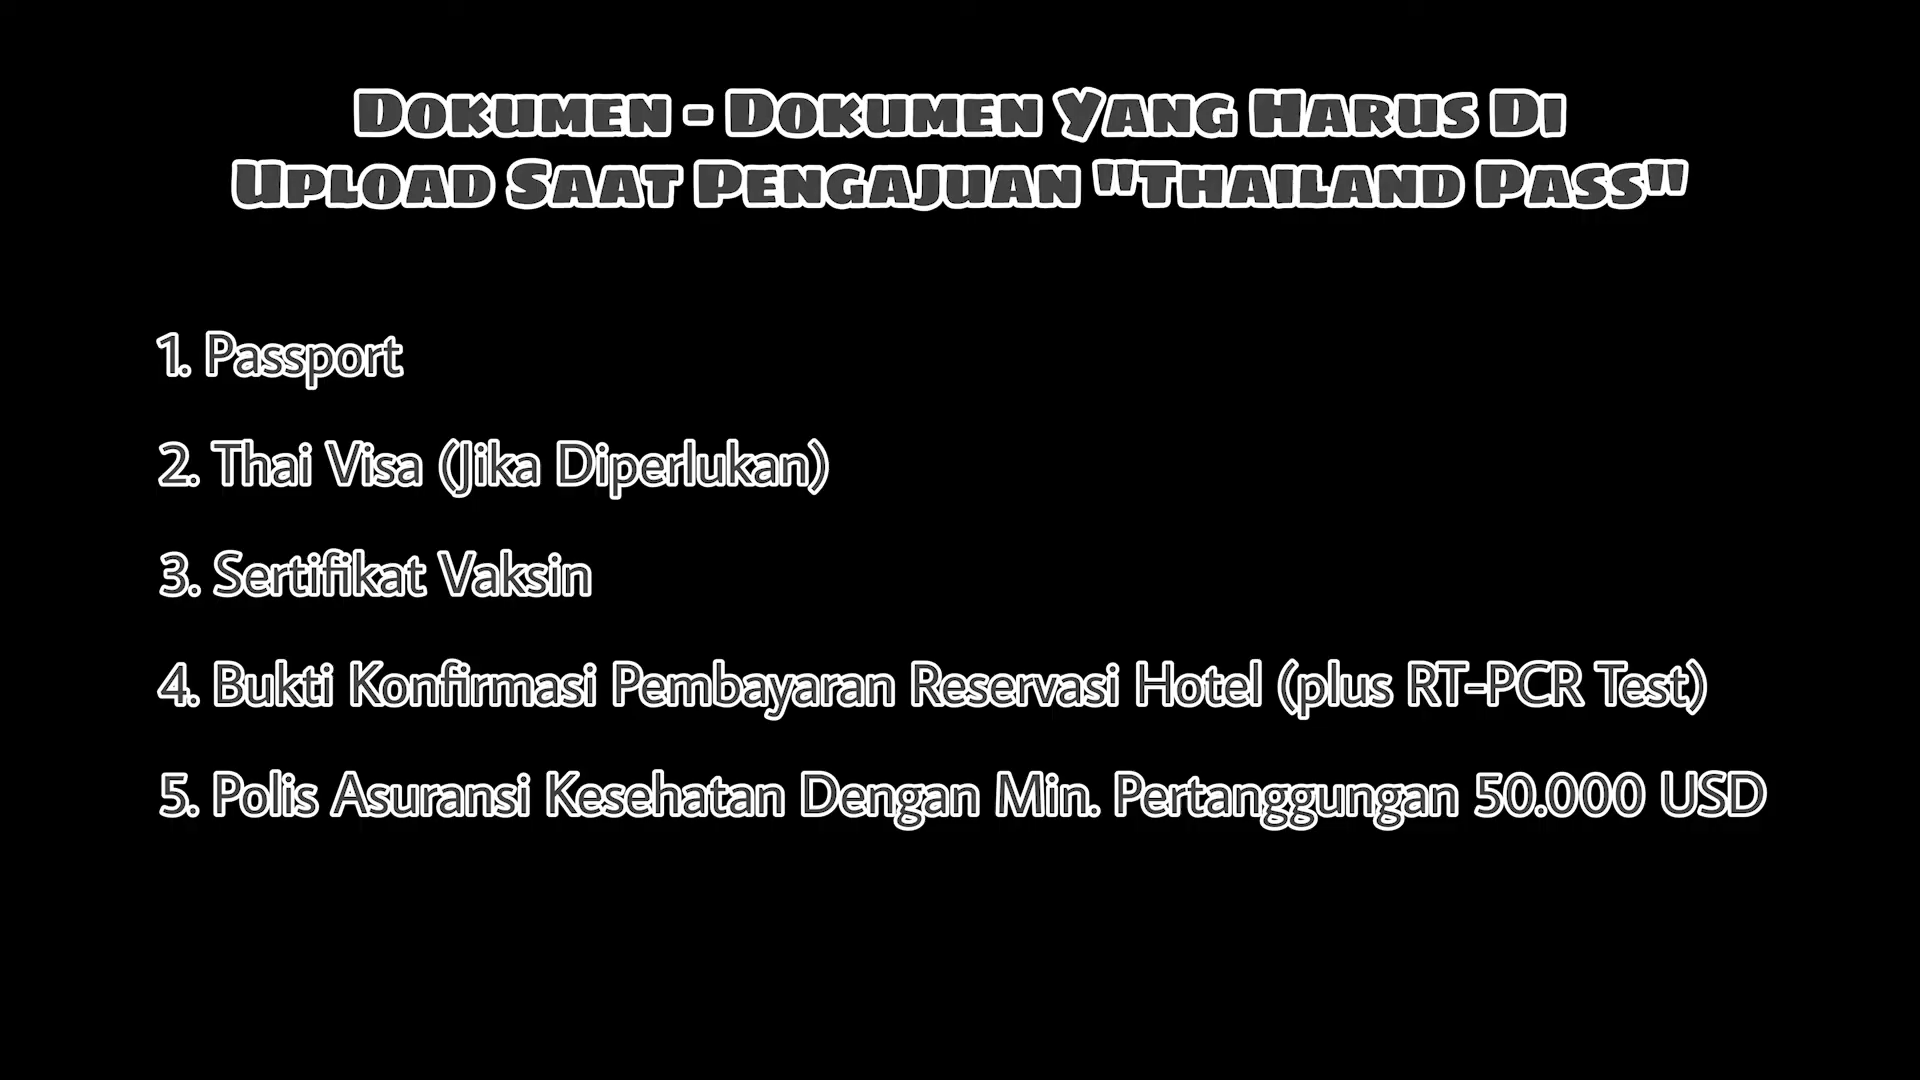 Dokumen - Dokumen Yang Harus Di
Upload Saat Pengajuan "Thailand Pass"
1. Passport
2. Thai Visa (Jika Diperlukan)
3. Sertifikat Vaksin
4. Bukti Konfirmasi Pembayaran Reservasi Hotel (plus RT-PCR Test)
5. Polis Asuransi Kesehatan Dengan Min. Pertanggungan 50.000 USD